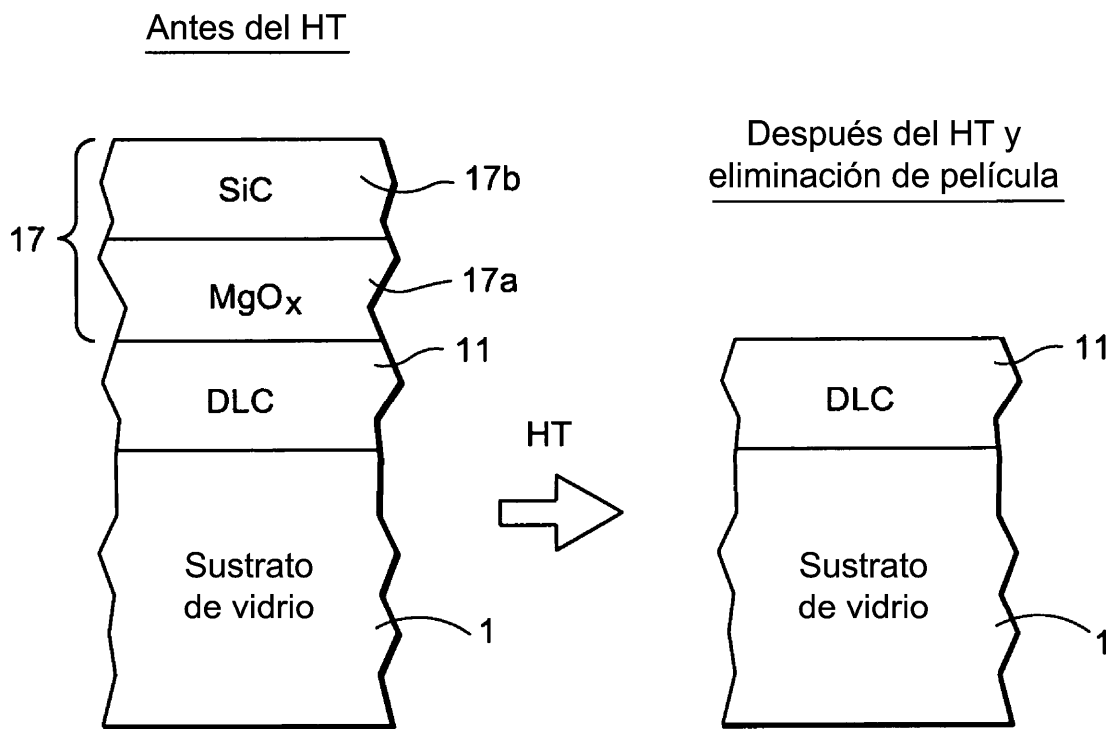 Antes del HT
17
SiC
17b
MgOx
17a
DLC
11
Sustrato
de vidrio
1
HT
Después del HT y
eliminación de película
DLC
11
Sustrato
de vidrio
1